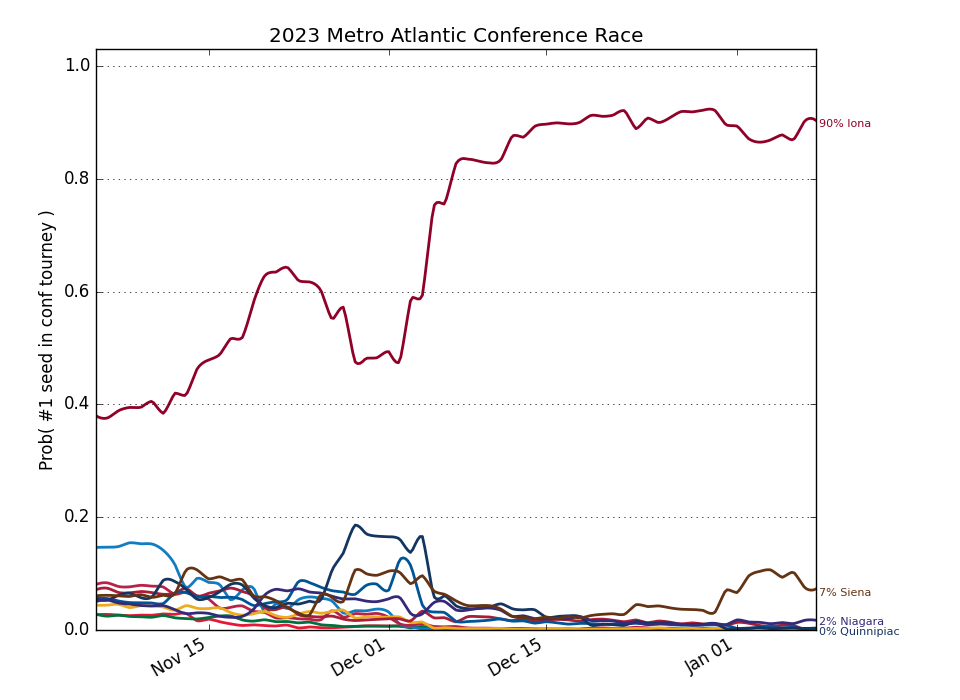 2023 Metro Atlantic Conference Race
Prob( #1 seed in conf tourney )
1.0
0.8
0.6
0.4
0.2
0.0
90% Iona
7% Siena
2% Niagara
0% Quinnipiac
Nov 15
Dec 01
Dec 15
Jan 01